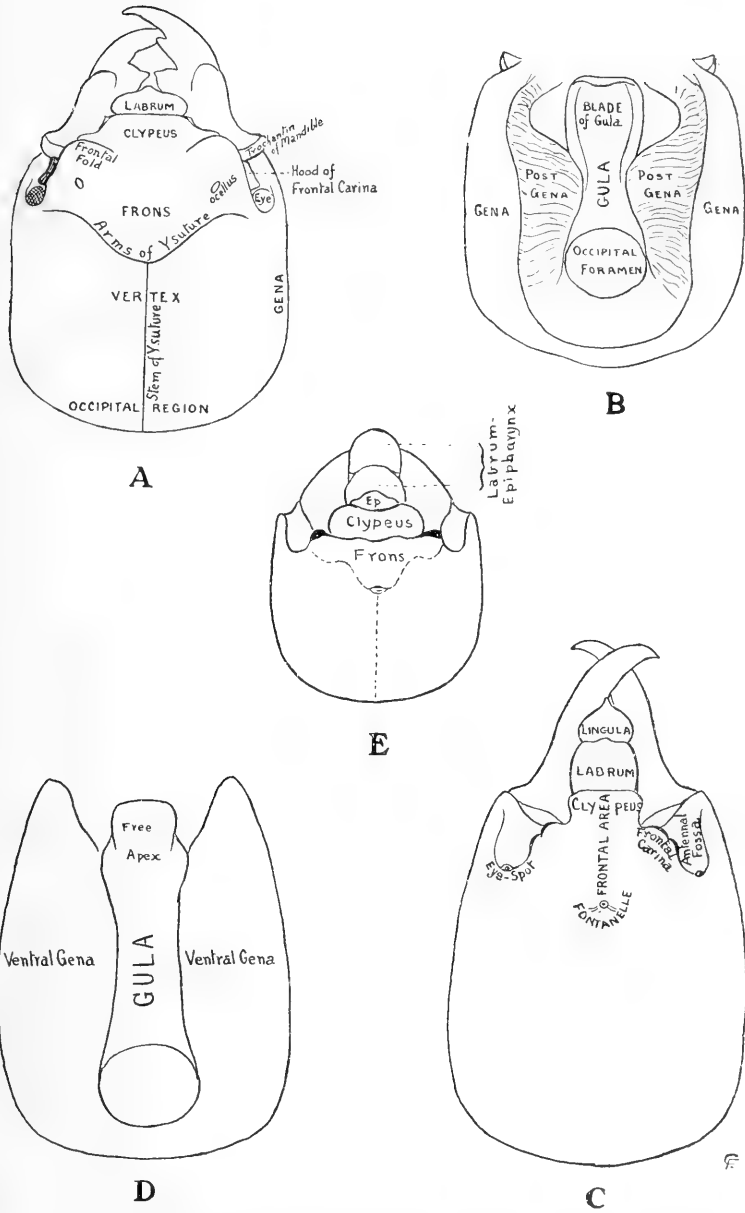 LABRUM
CLYPEUS
Frontal
Fold
Trochantin
of Mandible
Hood of
Frontal Carina
ocellus
Eye
FRONS
Arms of Y suture
VERTEX
Stem of Y suture
GENA
OCCIPITAL REGION
A
BLADE
of Gula
POST
GENA
GULA
POST
GENA
GENA
GENA
OCCIPITAL
FORAMEN
B
Labrum-
Epipharynx
Ep
Clypeus
Frons
E
LINGULA
LABRUM
CLYPEUS
FRONTAL AREA
Frontal
Carina
Antennal
Fossa
Eye-Spot
FONTANELLE
C
Free
Apex
Ventral Gena
GULA
Ventral Gena
D